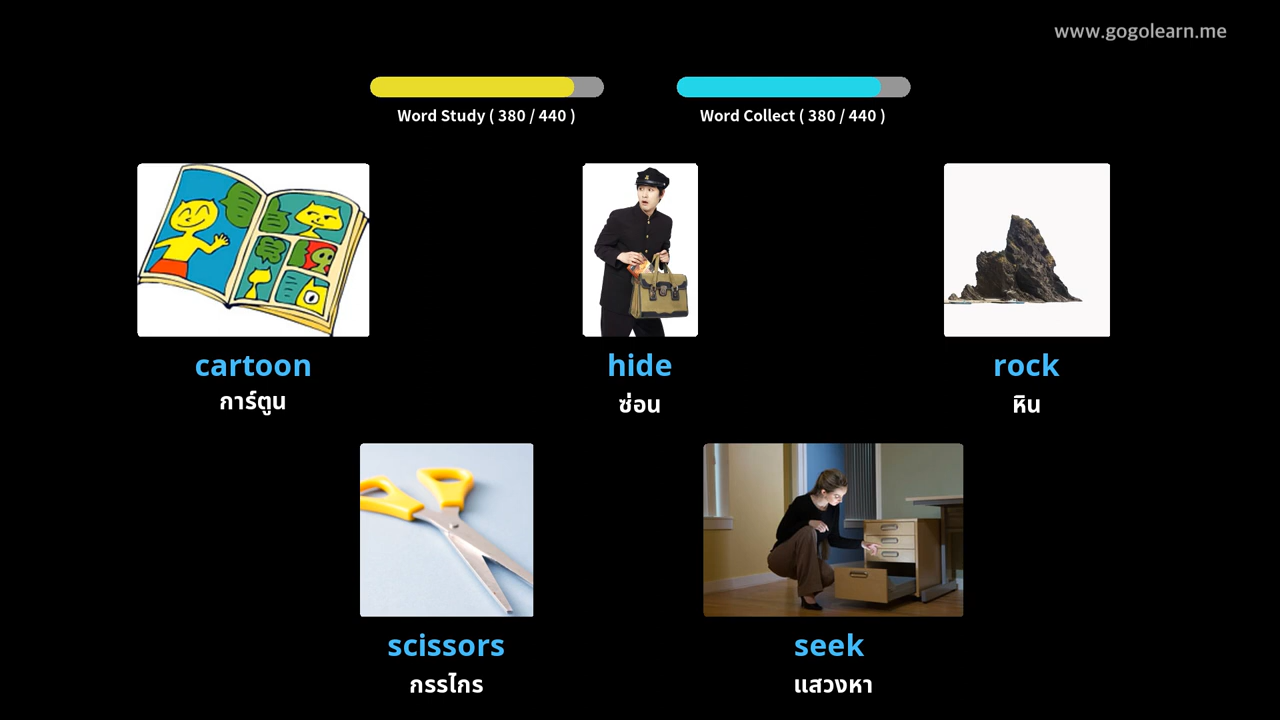 www.gogolearn.me
Word Study ( 380 / 440 )
Word Collect ( 380 / 440 )
cartoon
การ์ตูน
hide
ซ่อน
rock
หิน
scissors
กรรไกร
seek
แสวงหา